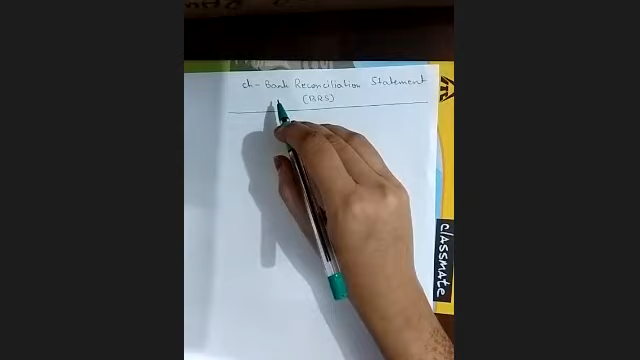 ch- Bank Reconciliation Statement
(BRS)
classmate